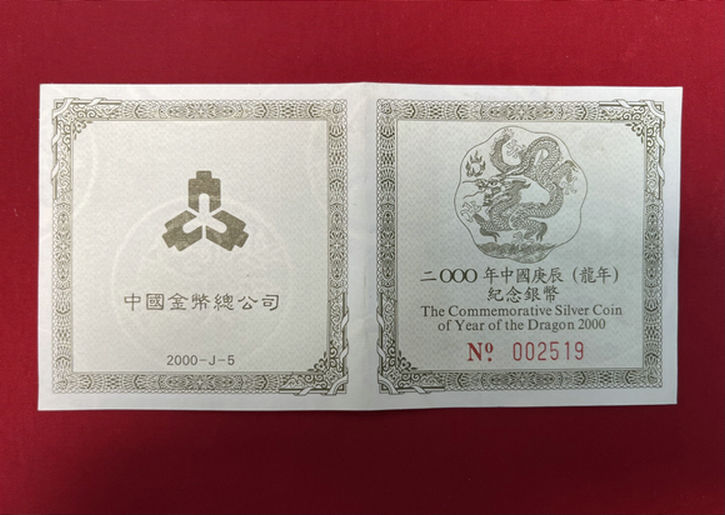 中國金幣總公司
2000-J-5
二OOO年中國庚辰（龍年）
紀念銀幣
The Commemorative Silver Coin
of Year of the Dragon 2000
Nº 002519